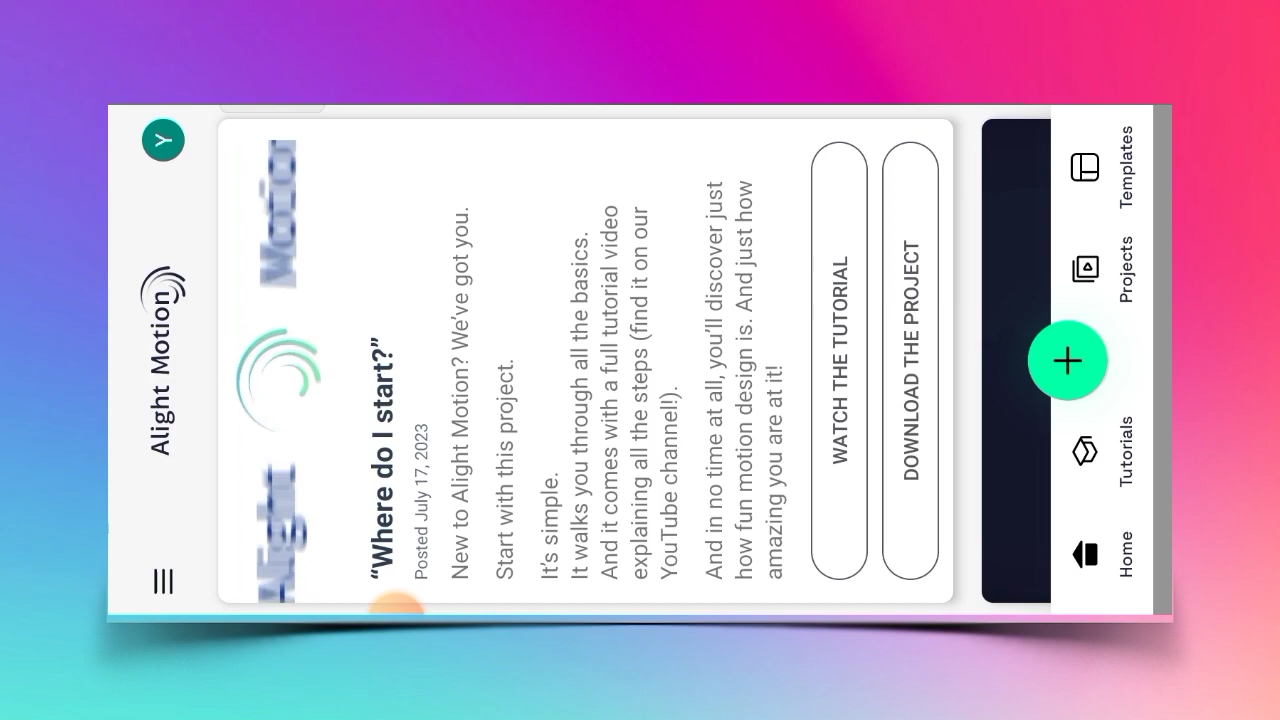 Alight Motion
Y
Alight Motion
“Where do I start?”
Posted July 17, 2023
New to Alight Motion? We’ve got you.
Start with this project.
It’s simple.
It walks you through all the basics.
And it comes with a full tutorial video
explaining all the steps (find it on our
YouTube channel!).
And in no time at all, you’ll discover just
how fun motion design is. And just how
amazing you are at it!
WATCH THE TUTORIAL
DOWNLOAD THE PROJECT
Home
Tutorials
Projects
Templates